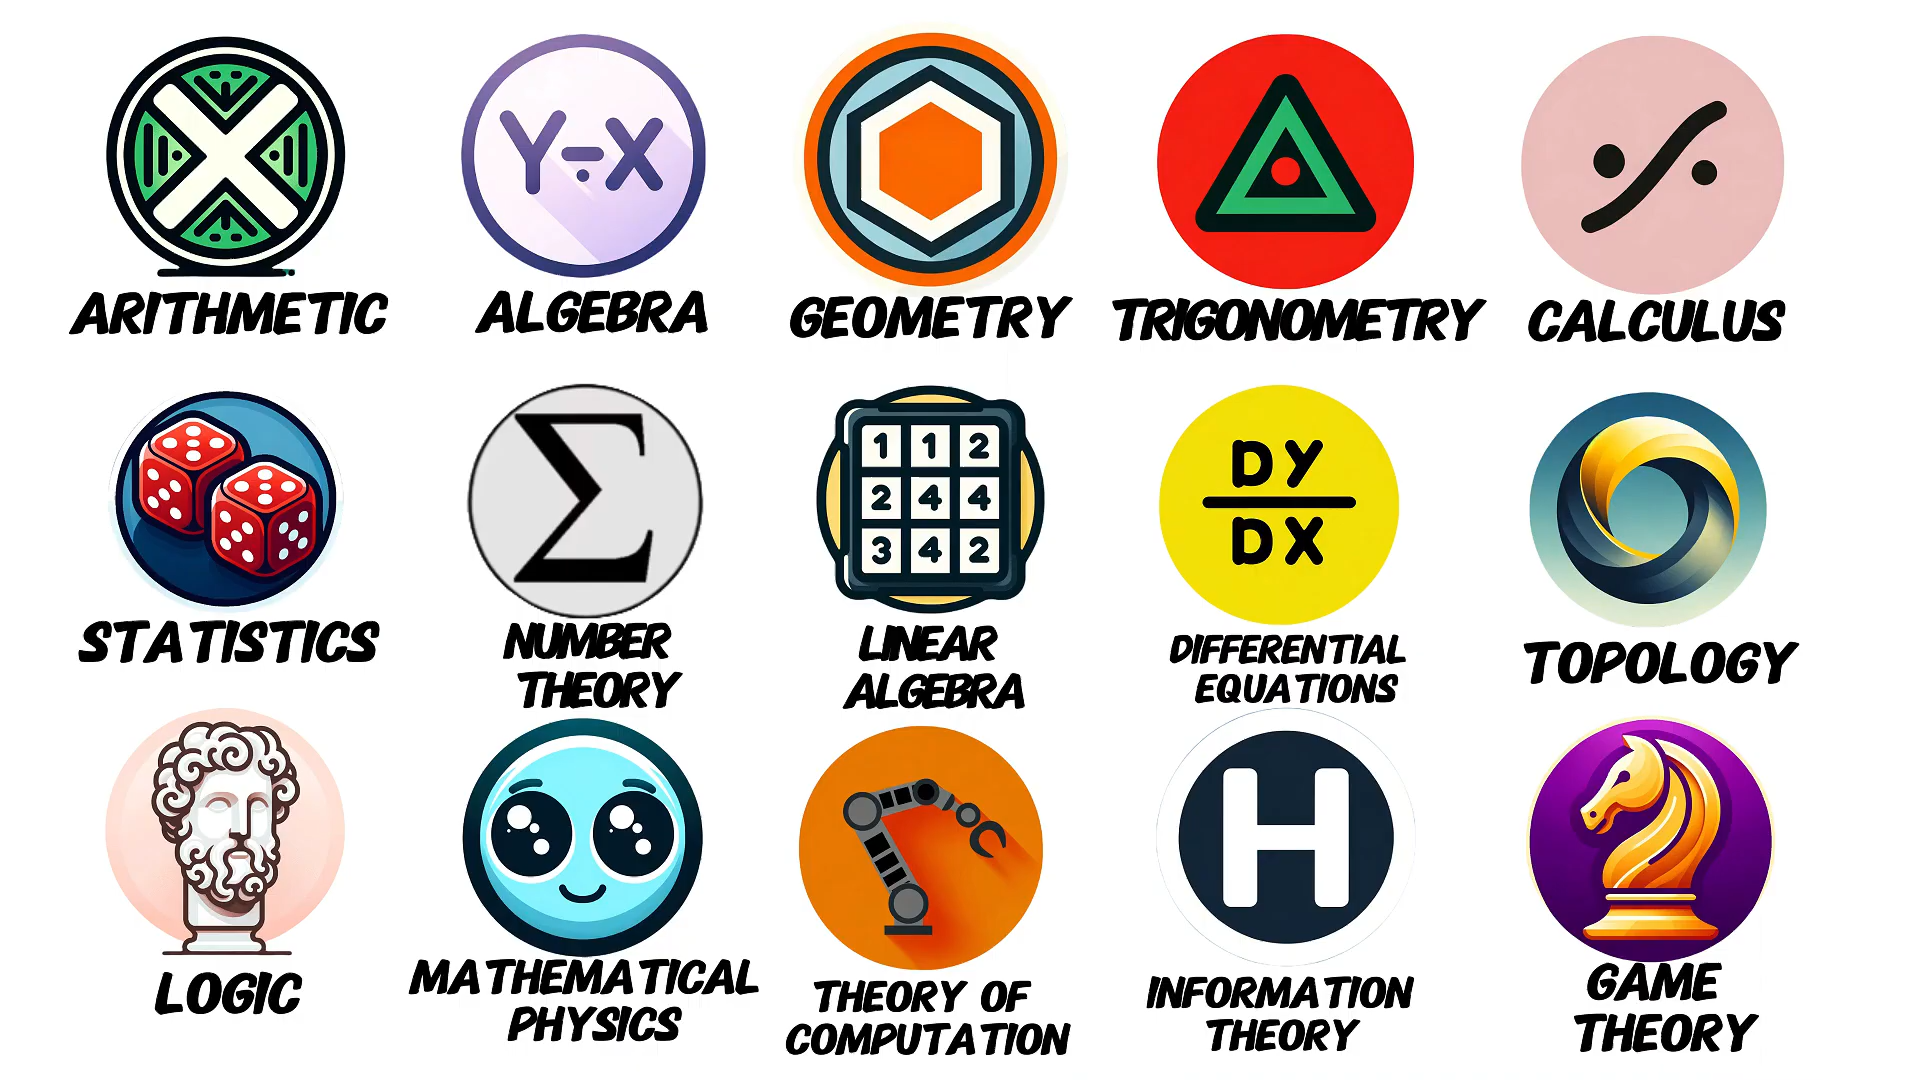 Y÷X
ARITHMETIC
ALGEBRA
GEOMETRY
TRIGONOMETRY
CALCULUS
1 1 2
2 4 4
3 4 2
DY
DX
Σ
STATISTICS
NUMBER
THEORY
LINEAR
ALGEBRA
DIFFERENTIAL
EQUATIONS
TOPOLOGY
H
LOGIC
MATHEMATICAL
PHYSICS
THEORY OF
COMPUTATION
INFORMATION
THEORY
GAME
THEORY